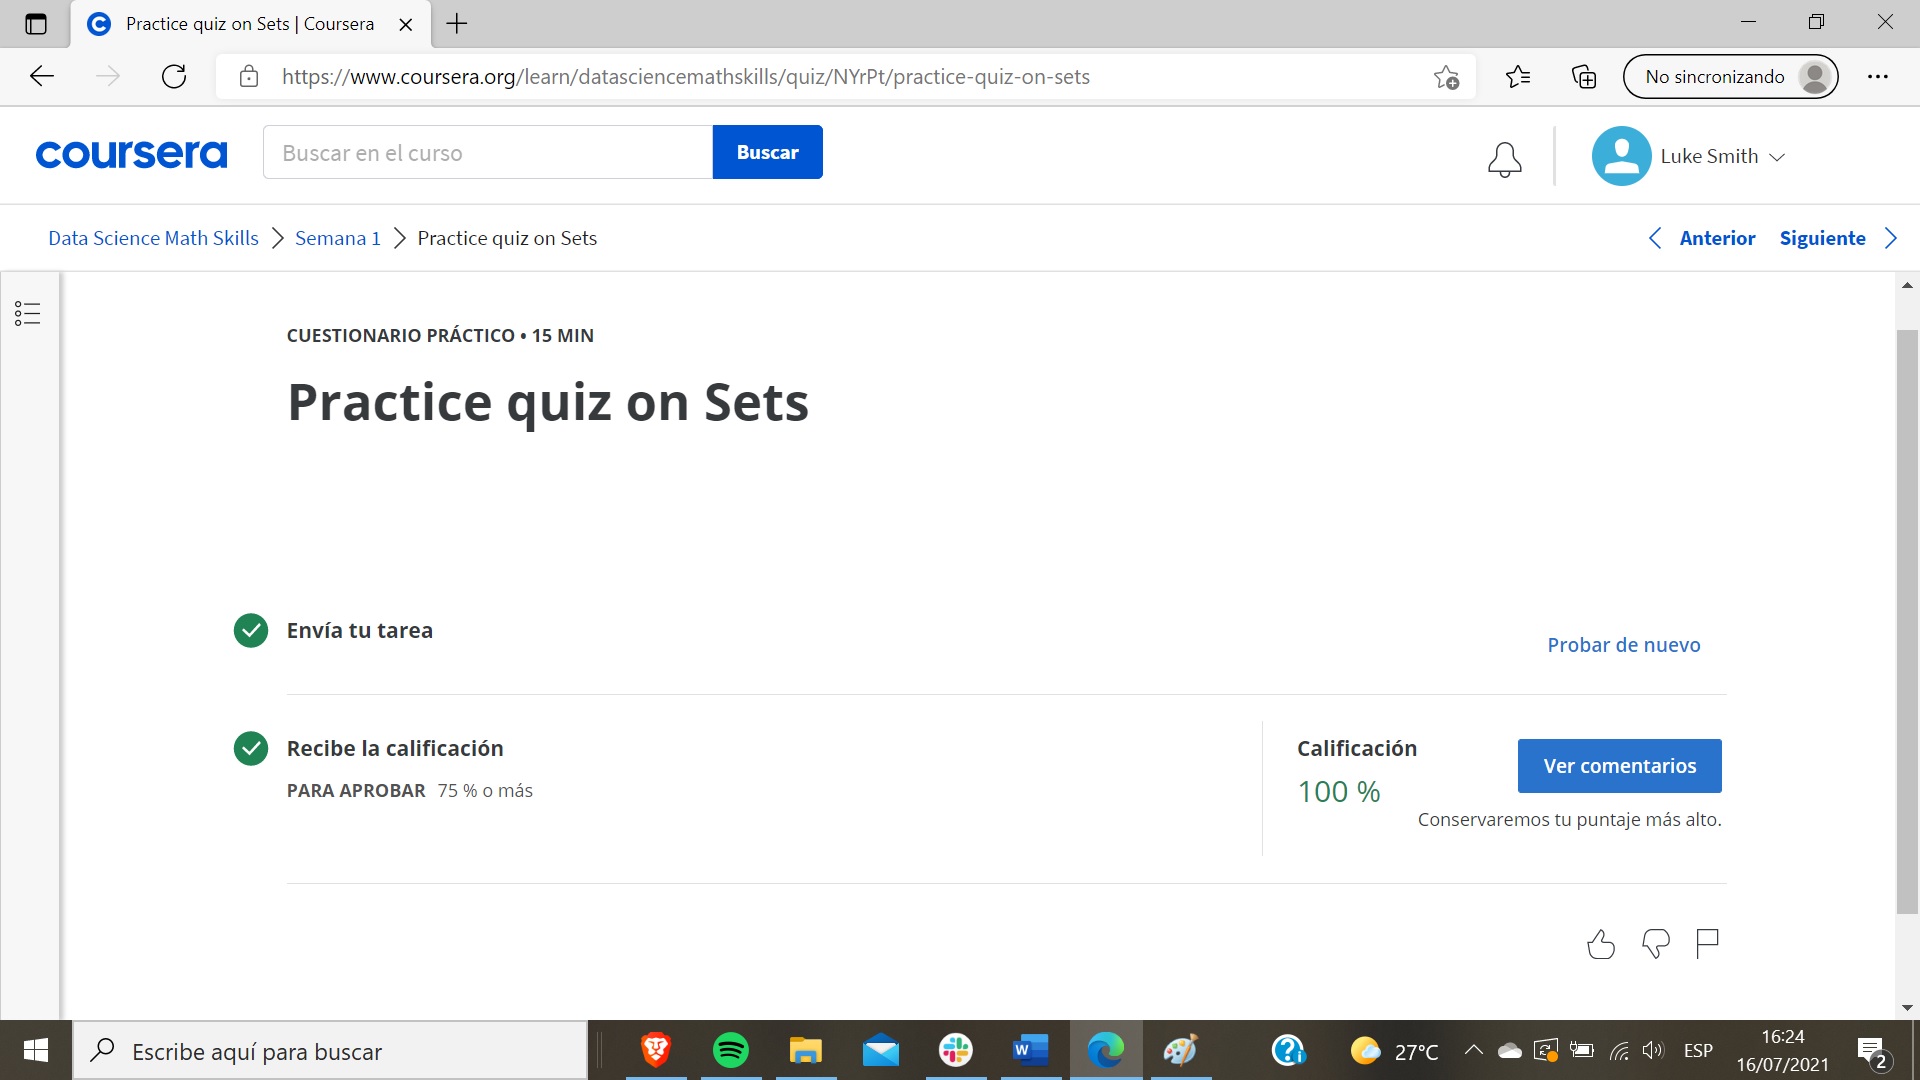 Practice quiz on Sets | Coursera
https://www.coursera.org/learn/datasciencemathskills/quiz/NYrPt/practice-quiz-on-sets
No sincronizando
coursera
Buscar en el curso
Buscar
Luke Smith
Data Science Math Skills
Semana 1
Practice quiz on Sets
Anterior
Siguiente
CUESTIONARIO PRÁCTICO • 15 MIN
Practice quiz on Sets
Envía tu tarea
Probar de nuevo
Recibe la calificación
PARA APROBAR 75 % o más
Calificación
100 %
Ver comentarios
Conservaremos tu puntaje más alto.
Escribe aquí para buscar
27°C
ESP
16:24
16/07/2021
2